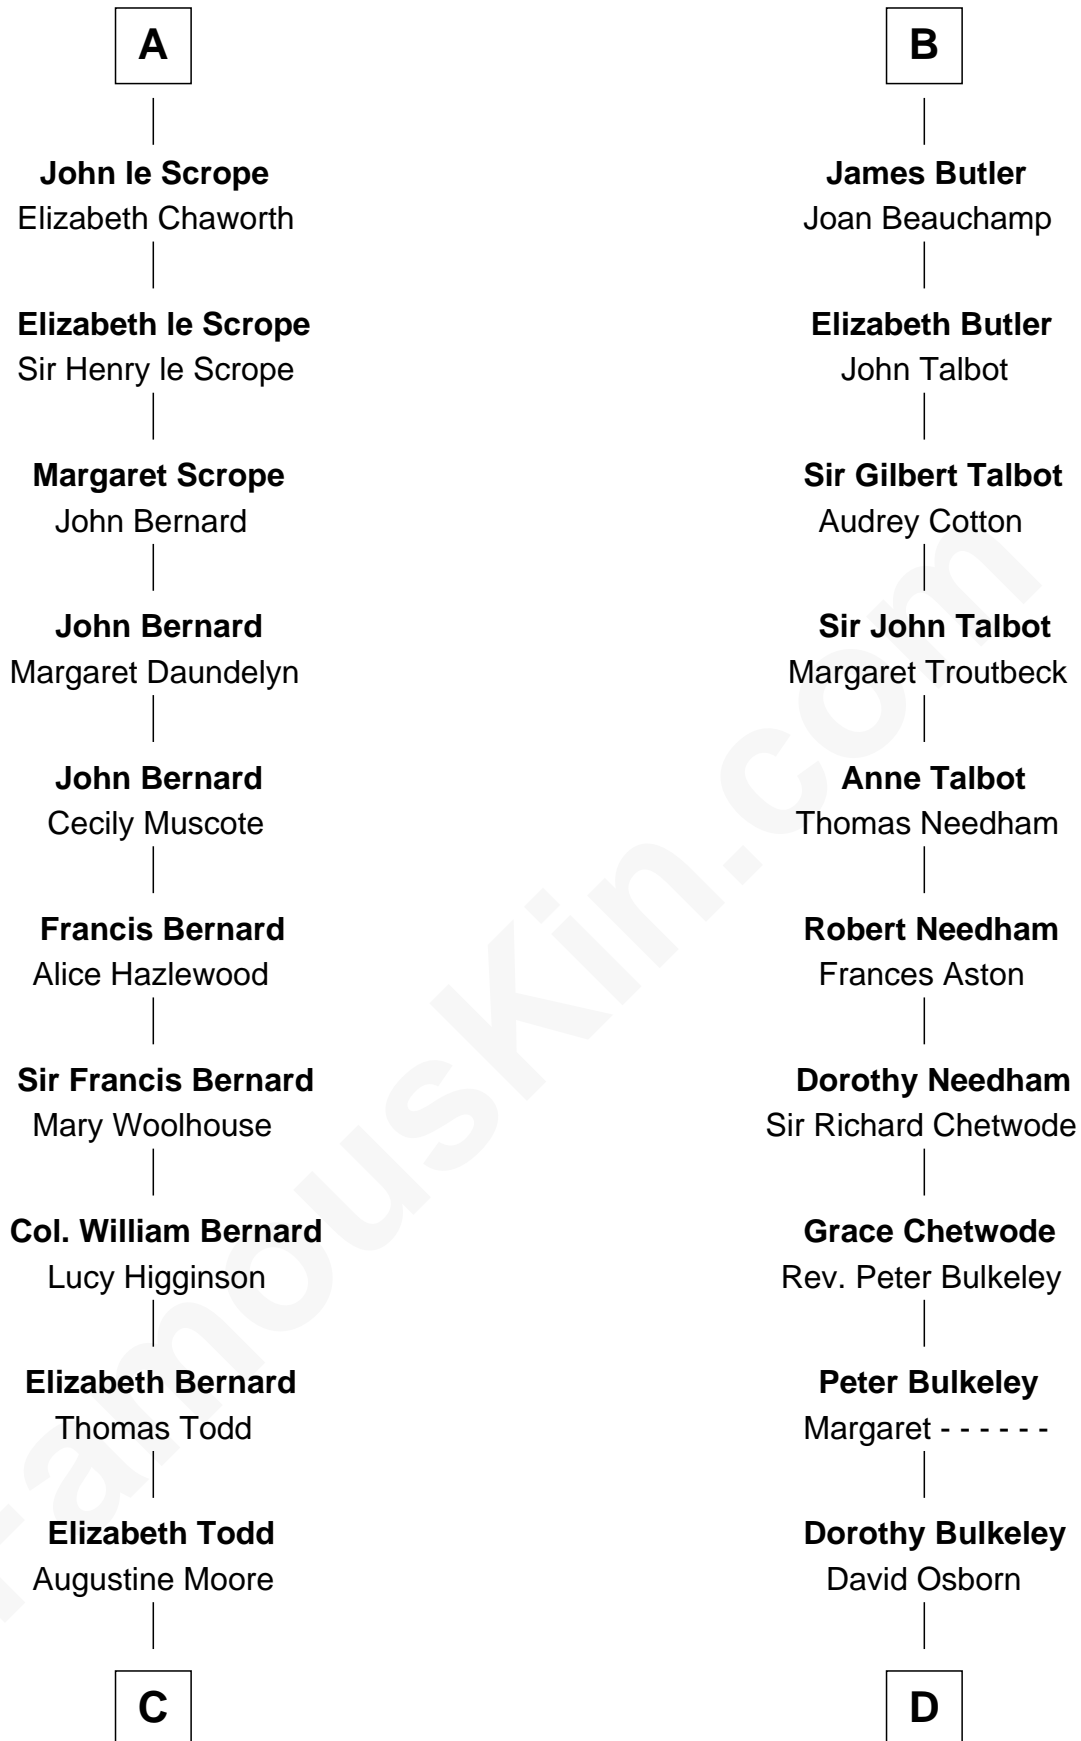 A
John le Scrope
Elizabeth Chaworth
Elizabeth le Scrope
Sir Henry le Scrope
Margaret Scrope
John Bernard
John Bernard
Margaret Daundelyn
John Bernard
Cecily Muscote
Francis Bernard
Alice Hazlewood
Sir Francis Bernard
Mary Woolhouse
Col. William Bernard
Lucy Higginson
Elizabeth Bernard
Thomas Todd
Elizabeth Todd
Augustine Moore
C
B
James Butler
Joan Beauchamp
Elizabeth Butler
John Talbot
Sir Gilbert Talbot
Audrey Cotton
Sir John Talbot
Margaret Troutbeck
Anne Talbot
Thomas Needham
Robert Needham
Frances Aston
Dorothy Needham
Sir Richard Chetwode
Grace Chetwode
Rev. Peter Bulkeley
Peter Bulkeley
Margaret - - - - - -
Dorothy Bulkeley
David Osborn
D
FamousKin.com